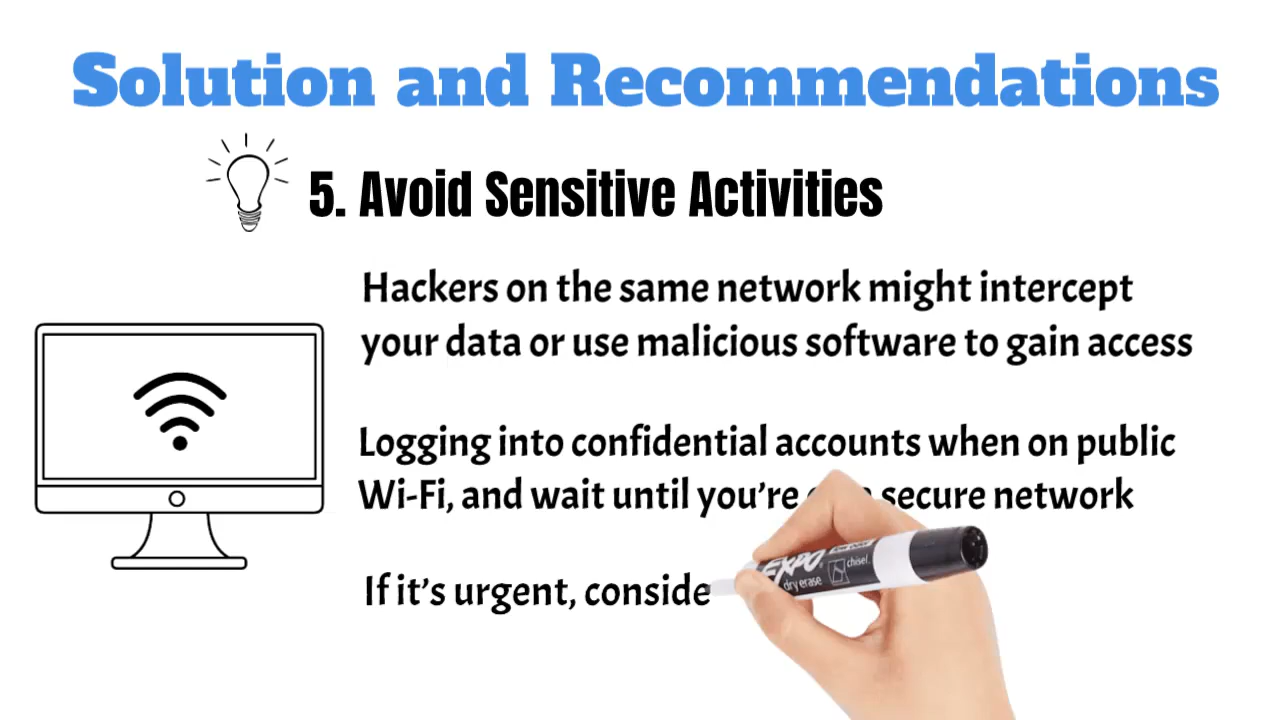 Solution and Recommendations
5. Avoid Sensitive Activities
Hackers on the same network might intercept
your data or use malicious software to gain access
Logging into confidential accounts when on public
Wi-Fi, and wait until you're secure network
If it's urgent, conside
EXPO
dry erase
chisel.